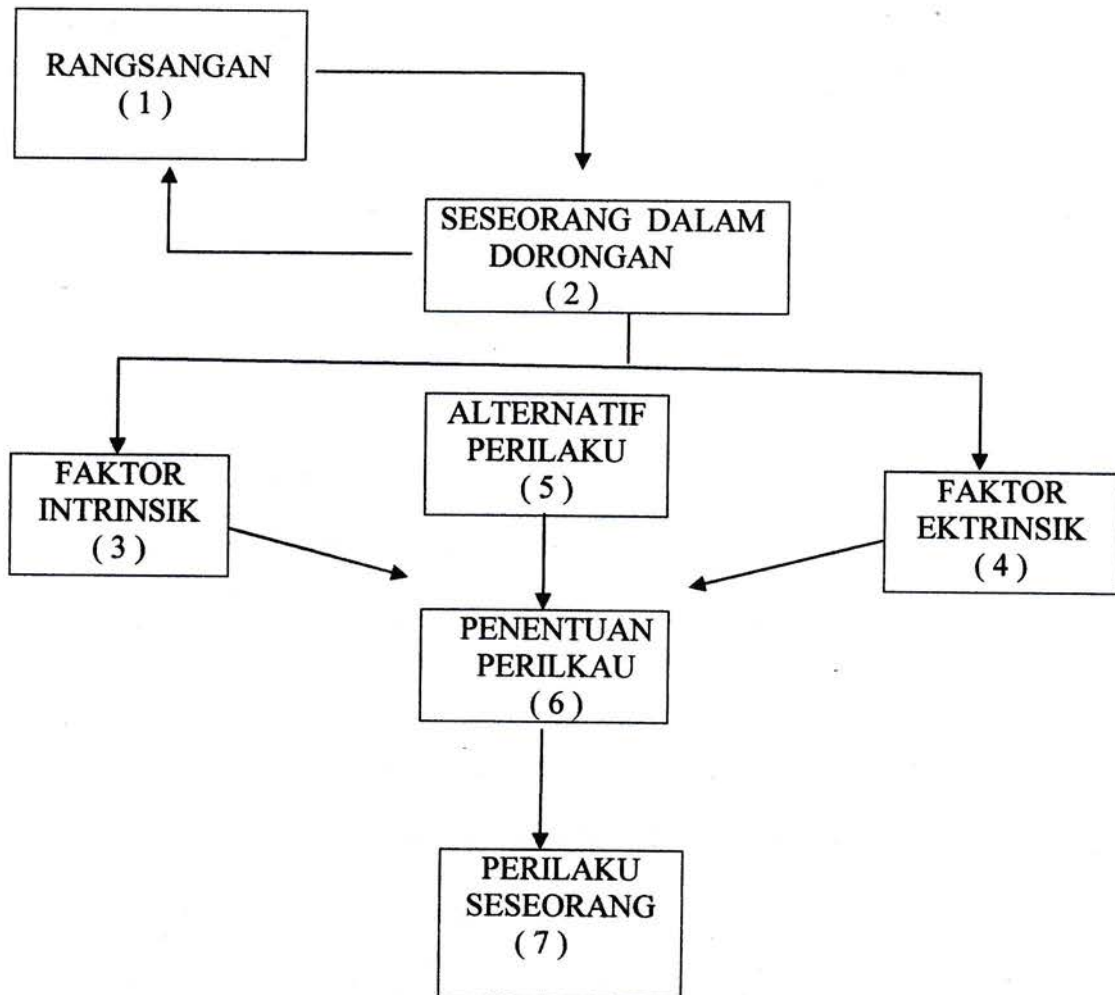 RANGSANGAN
( 1 )
SESEORANG DALAM
DORONGAN
( 2 )
FAKTOR
INTRINSIK
( 3 )
FAKTOR
EKTRINSIK
( 4 )
ALTERNATIF
PERILAKU
( 5 )
PENENTUAN
PERILKAU
( 6 )
PERILAKU
SESEORANG
( 7 )